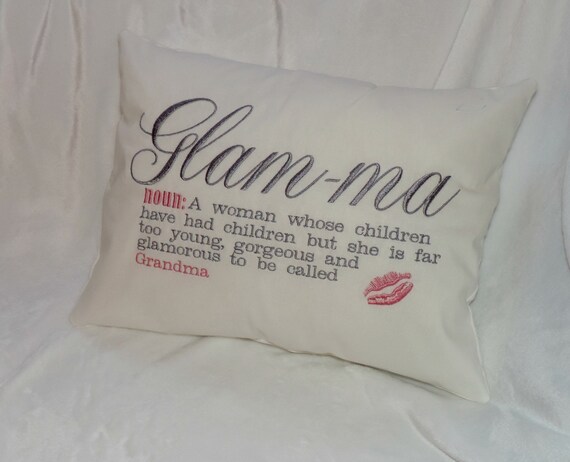 Glam-ma
noun: A woman whose children
have had children but she is far
too young, gorgeous and
glamorous to be called
Grandma